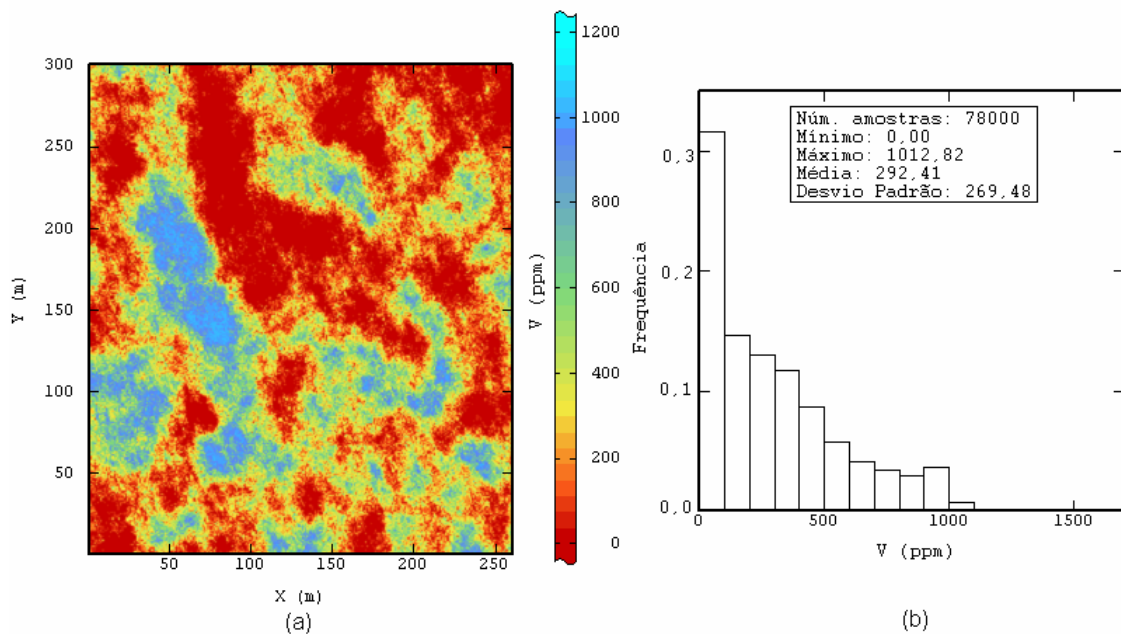 300
250
200
150
100
50
Y (m)
50
100
150
200
250
X (m)
(a)
1200
1000
800
600
400
200
0
V (ppm)
0,3
0,2
0,1
0,0
Frequência
Núm. amostras: 78000
Mínimo: 0,00
Máximo: 1012,82
Média: 292,41
Desvio Padrão: 269,48
0
500
1000
1500
V (ppm)
(b)